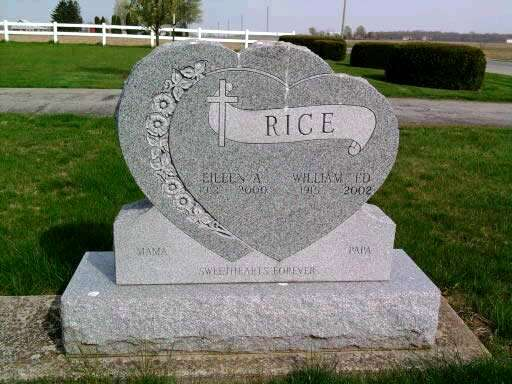 RICE
EILEEN A. WILLIAM "ED"
2000 2002
MAMA PAPA
SWEETHEARTS FOREVER